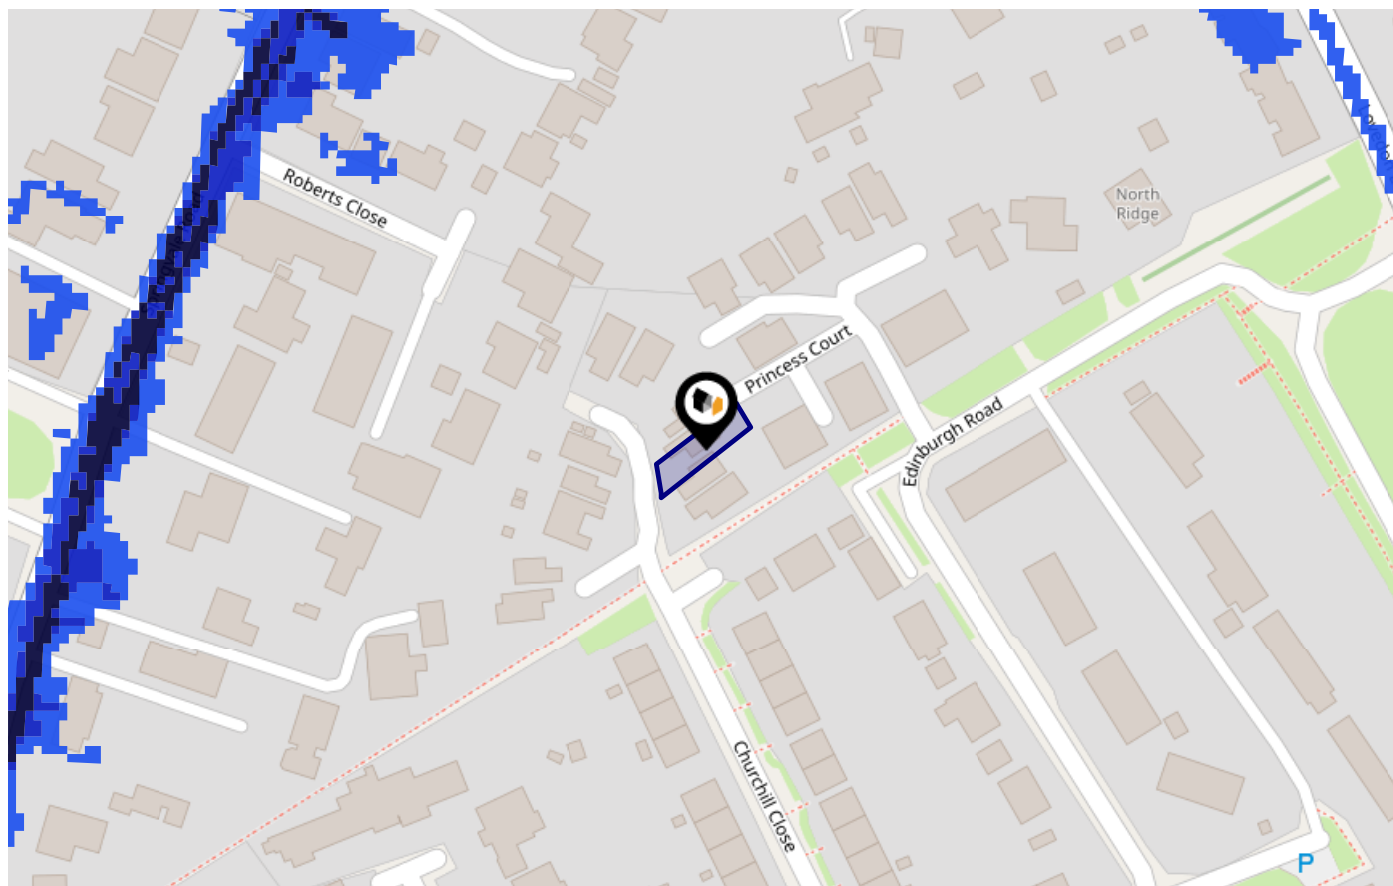 Roberts Close
North
Ridge
Princess Court
Edinburgh Road
Churchill Close
P